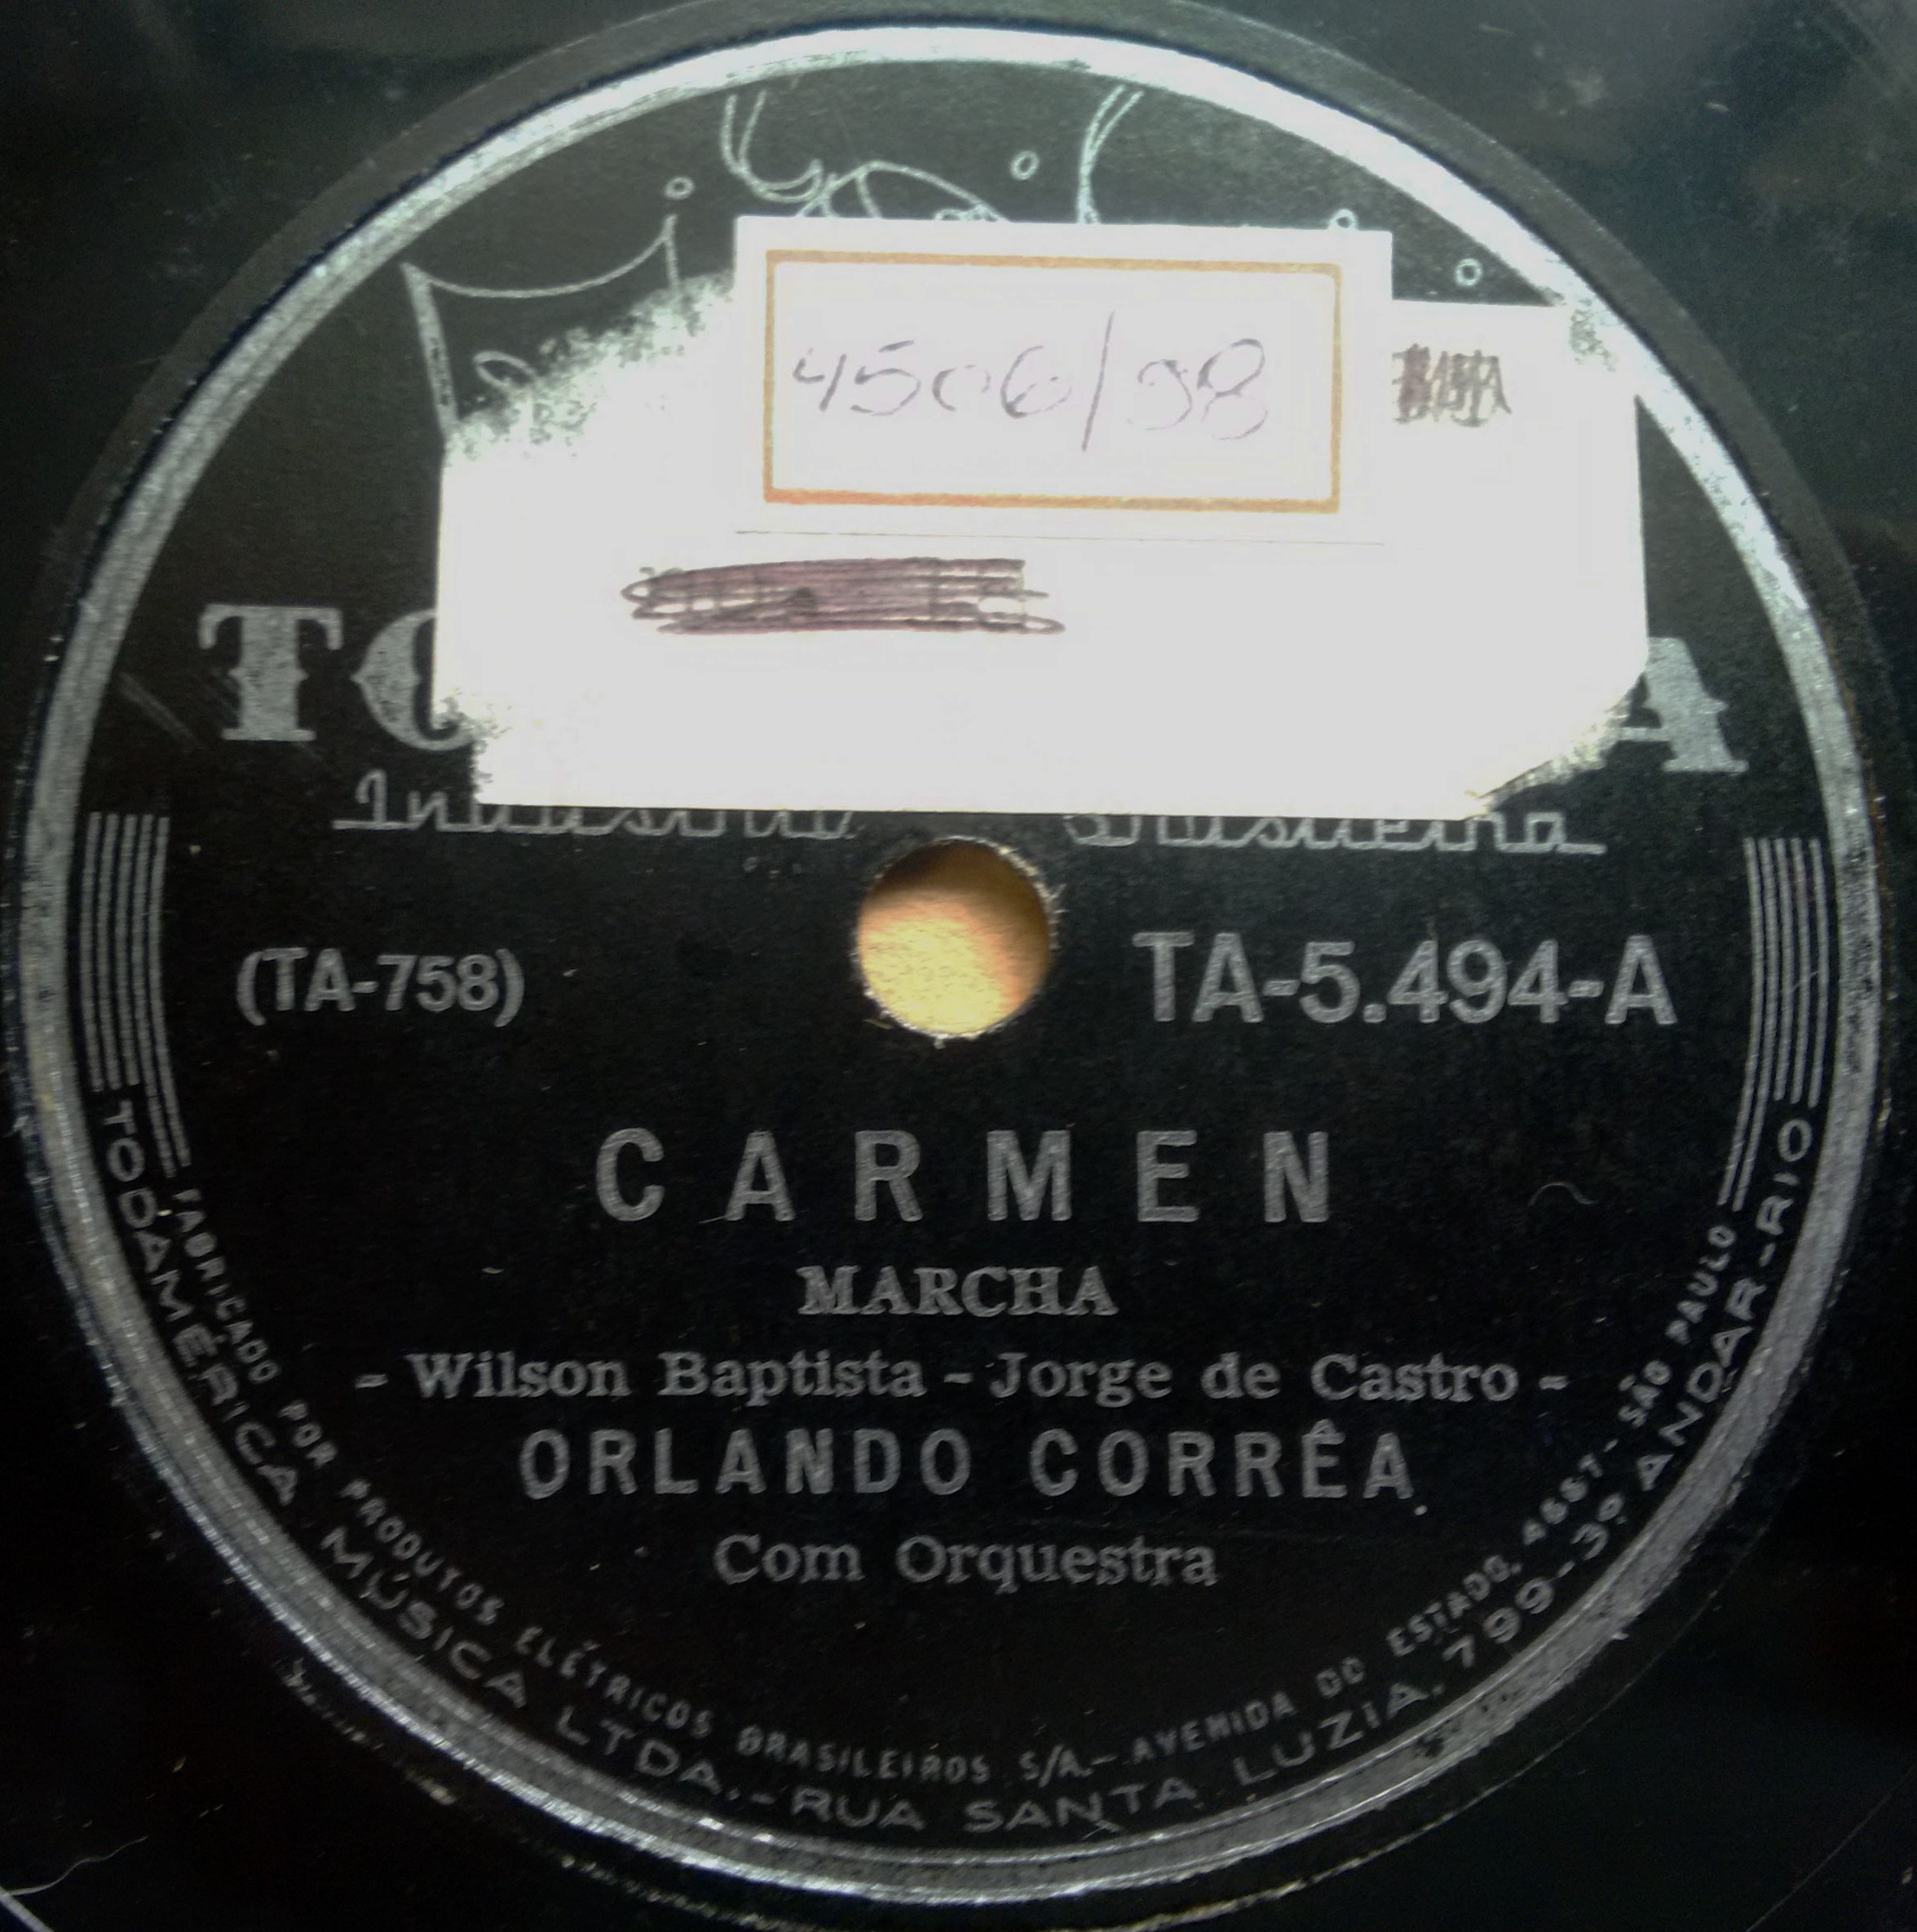 4506/98
Industria Brasileira
(TA-758)
TA-5.494-A
CARMEN
MARCHA
- Wilson Baptista - Jorge de Castro -
ORLANDO CORRÊA
Com Orquestra
FABRICADO POR PRODUTOS ELÉTRICOS BRASILEIROS S/A. - AVENIDA DO ESTADO, 4667 - SÃO PAULO
TODAMÉRICA MÚSICA LTDA. - RUA SANTA LUZIA, 799 - 3º ANDAR - RIO